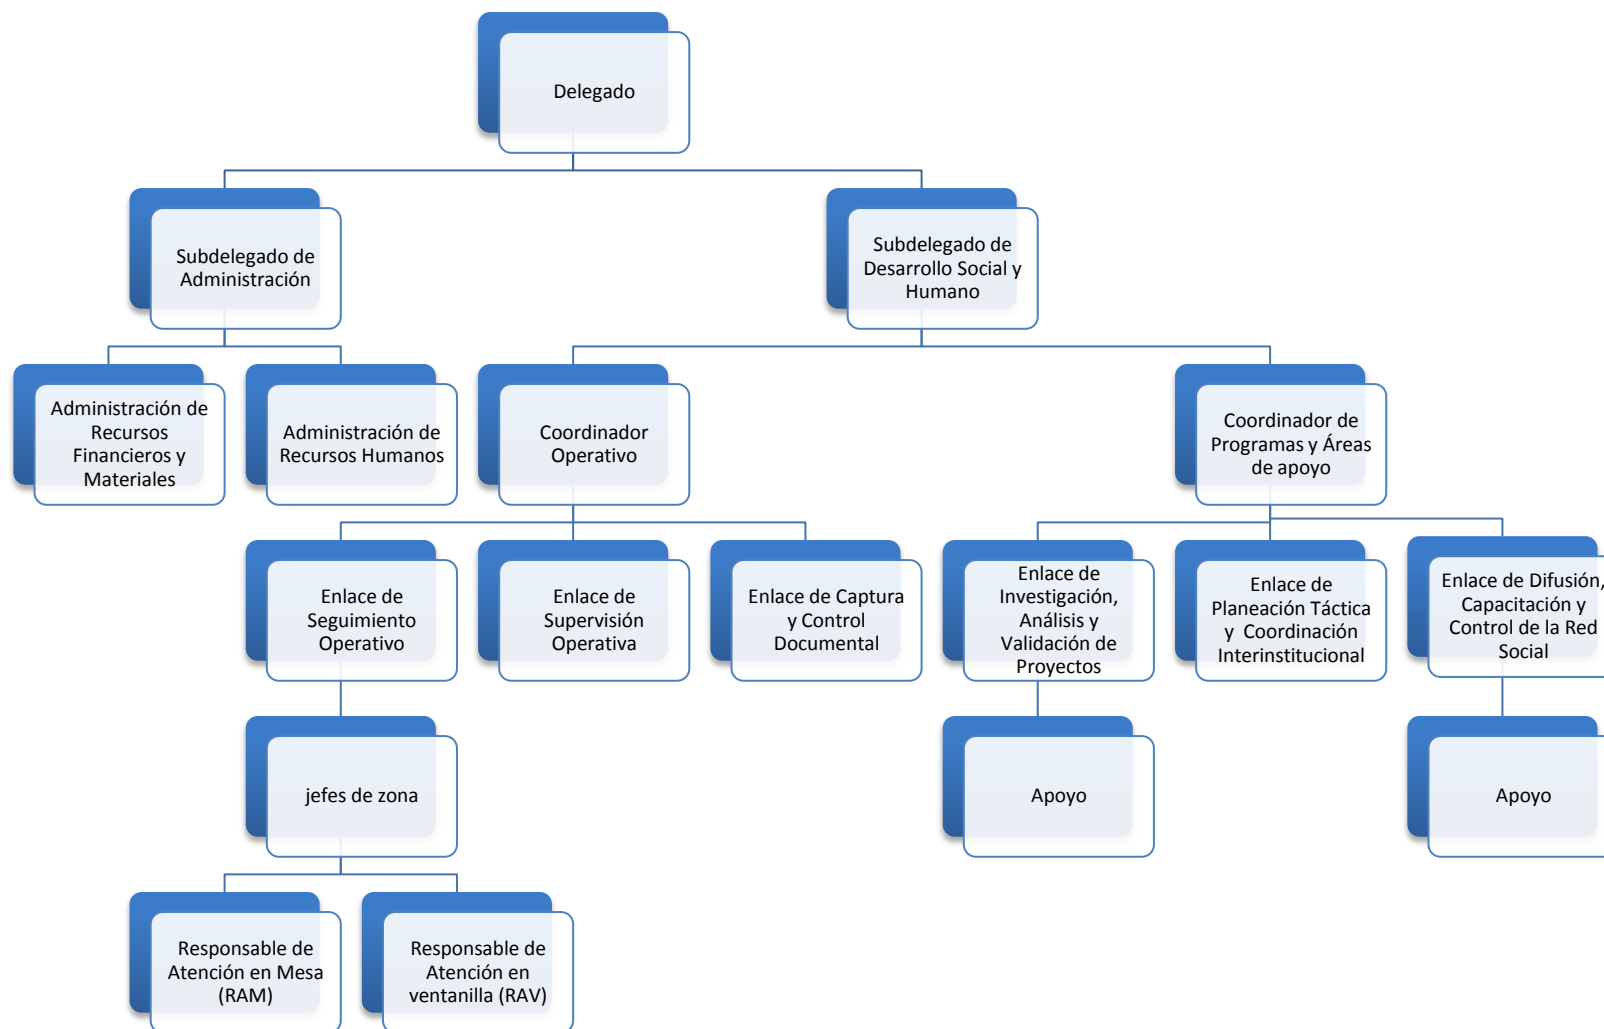 Delegado
Subdelegado de
Administración
Subdelegado de
Desarrollo Social y
Humano
Administración de
Recursos
Financieros y
Materiales
Administración de
Recursos Humanos
Coordinador
Operativo
Coordinador de
Programas y Áreas
de apoyo
Enlace de
Seguimiento
Operativo
Enlace de
Supervisión
Operativa
Enlace de Captura
y Control
Documental
Enlace de
Investigación,
Análisis y
Validación de
Proyectos
Enlace de
Planeación Táctica
y Coordinación
Interinstitucional
Enlace de Difusión,
Capacitación y
Control de la Red
Social
jefes de zona
Apoyo
Apoyo
Responsable de
Atención en Mesa
(RAM)
Responsable de
Atención en
ventanilla (RAV)